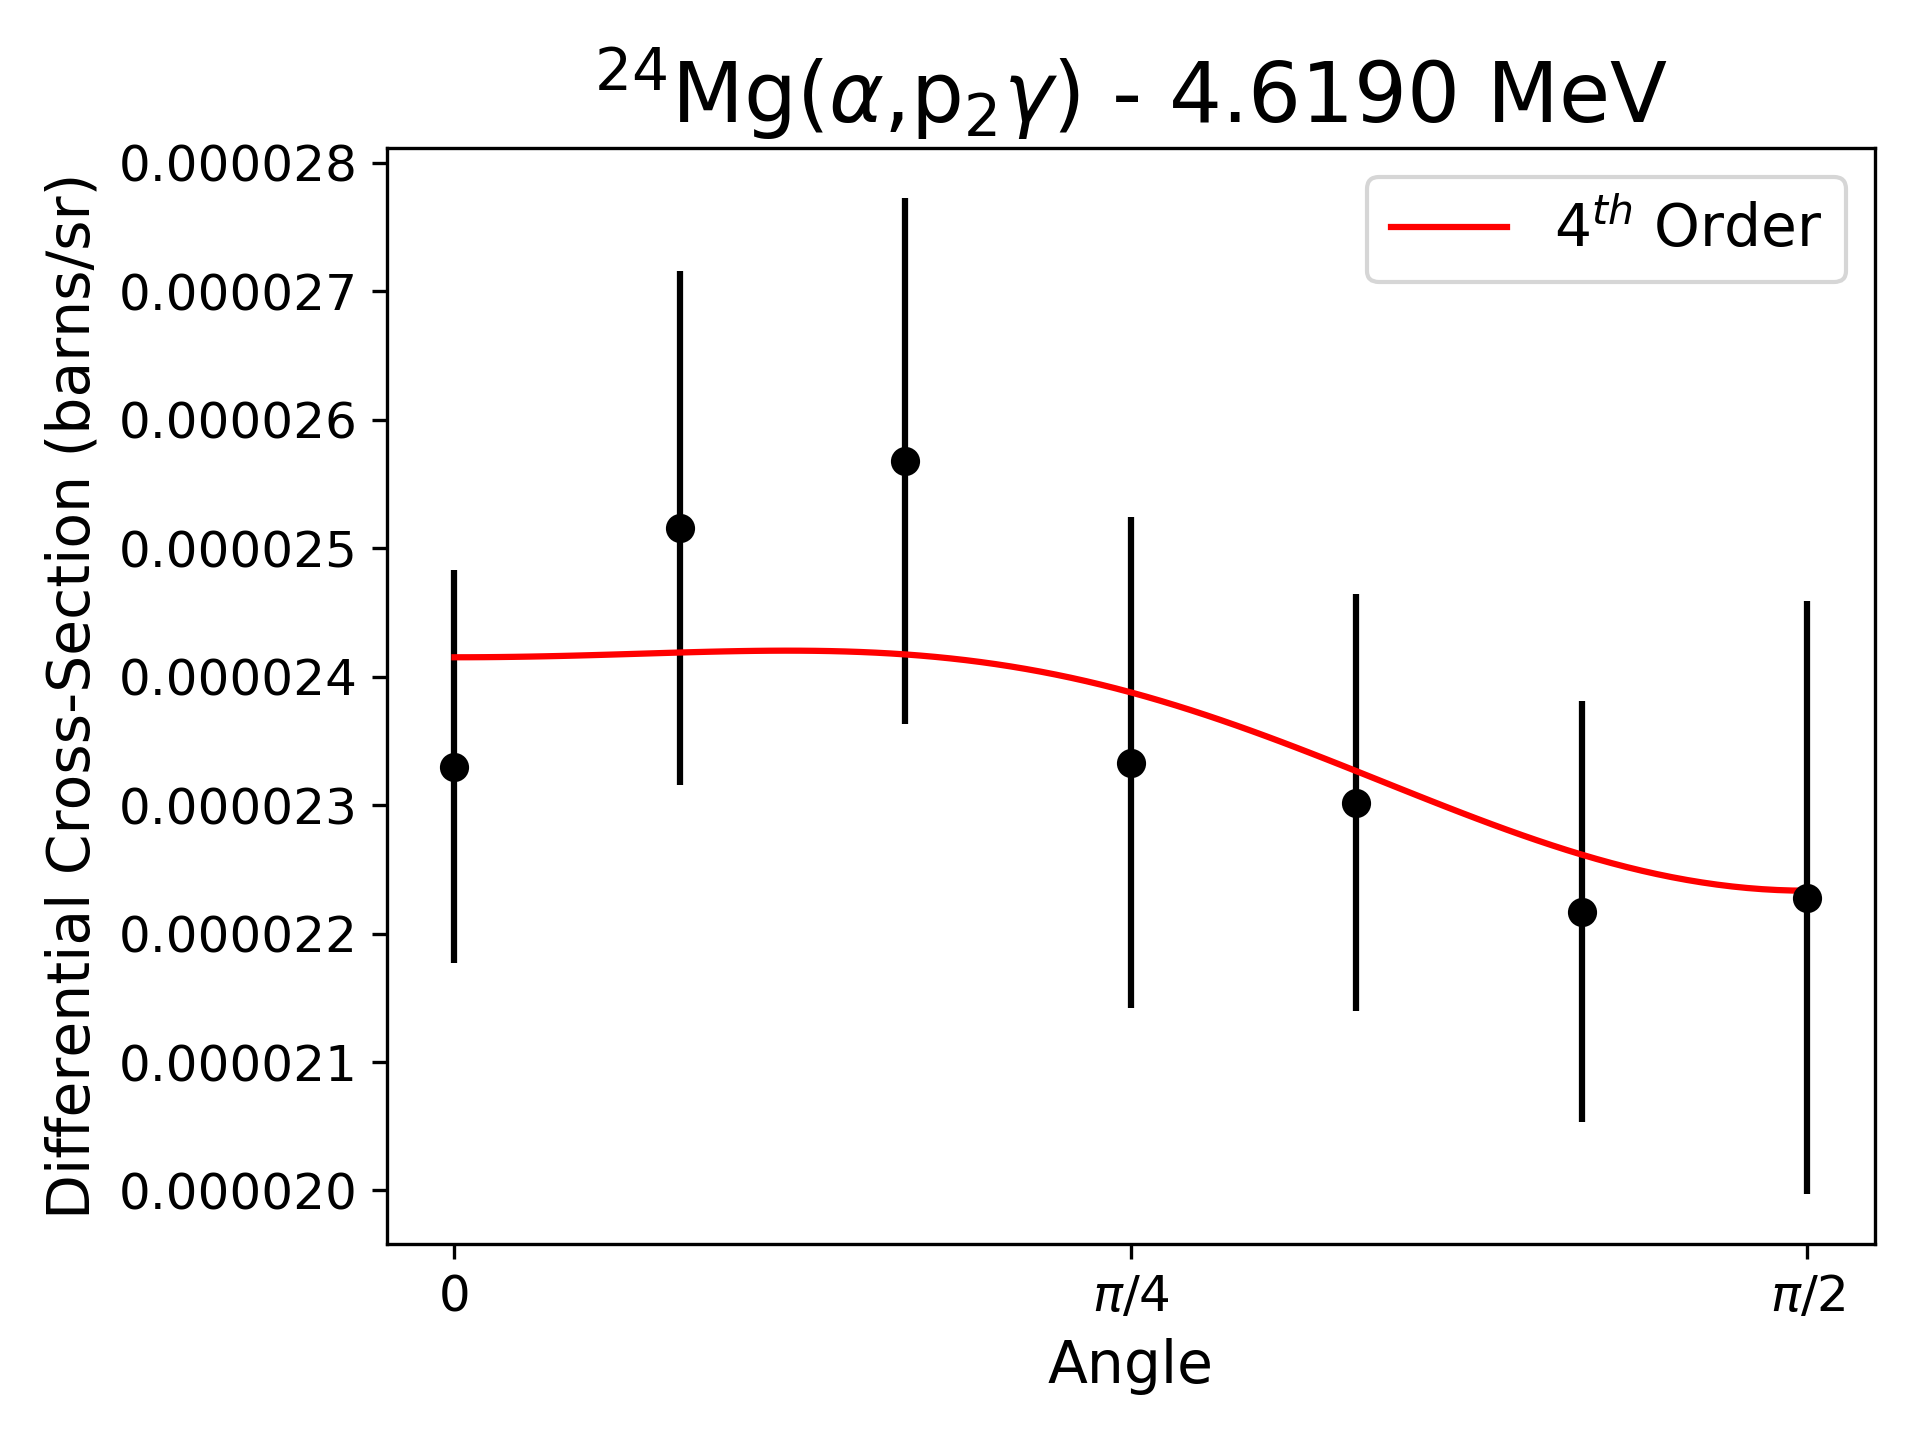 ²⁴Mg(α,p₂γ) - 4.6190 MeV
4ᵗʰ Order
Differential Cross-Section (barns/sr)
0.000028
0.000027
0.000026
0.000025
0.000024
0.000023
0.000022
0.000021
0.000020
0 π/4 π/2
Angle